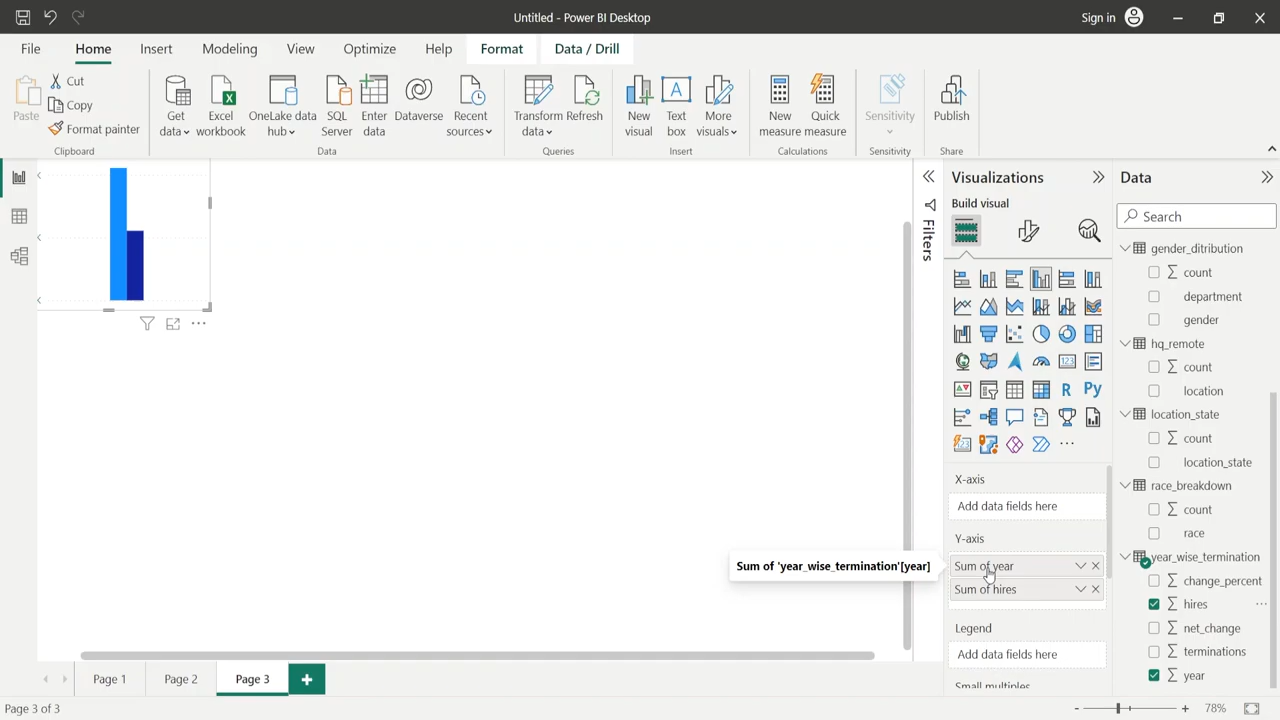 Untitled - Power BI Desktop
Sign in
File
Home
Insert
Modeling
View
Optimize
Help
Format
Data / Drill
Paste
Cut
Copy
Format painter
Clipboard
Get data
Excel workbook
OneLake data hub
SQL Server
Enter data
Dataverse
Recent sources
Data
Transform data
Refresh
Queries
New visual
Text box
More visuals
Insert
New measure
Quick measure
Calculations
Sensitivity
Sensitivity
Publish
Share
Filters
Visualizations
Build visual
R
Py
123
X-axis
Add data fields here
Y-axis
Sum of year
Sum of hires
Legend
Add data fields here
Small multiples
Sum of 'year_wise_termination'[year]
Data
Search
gender_ditribution
count
department
gender
hq_remote
count
location
location_state
count
location_state
race_breakdown
count
race
year_wise_termination
change_percent
hires
net_change
terminations
year
Page 1
Page 2
Page 3
Page 3 of 3
78%